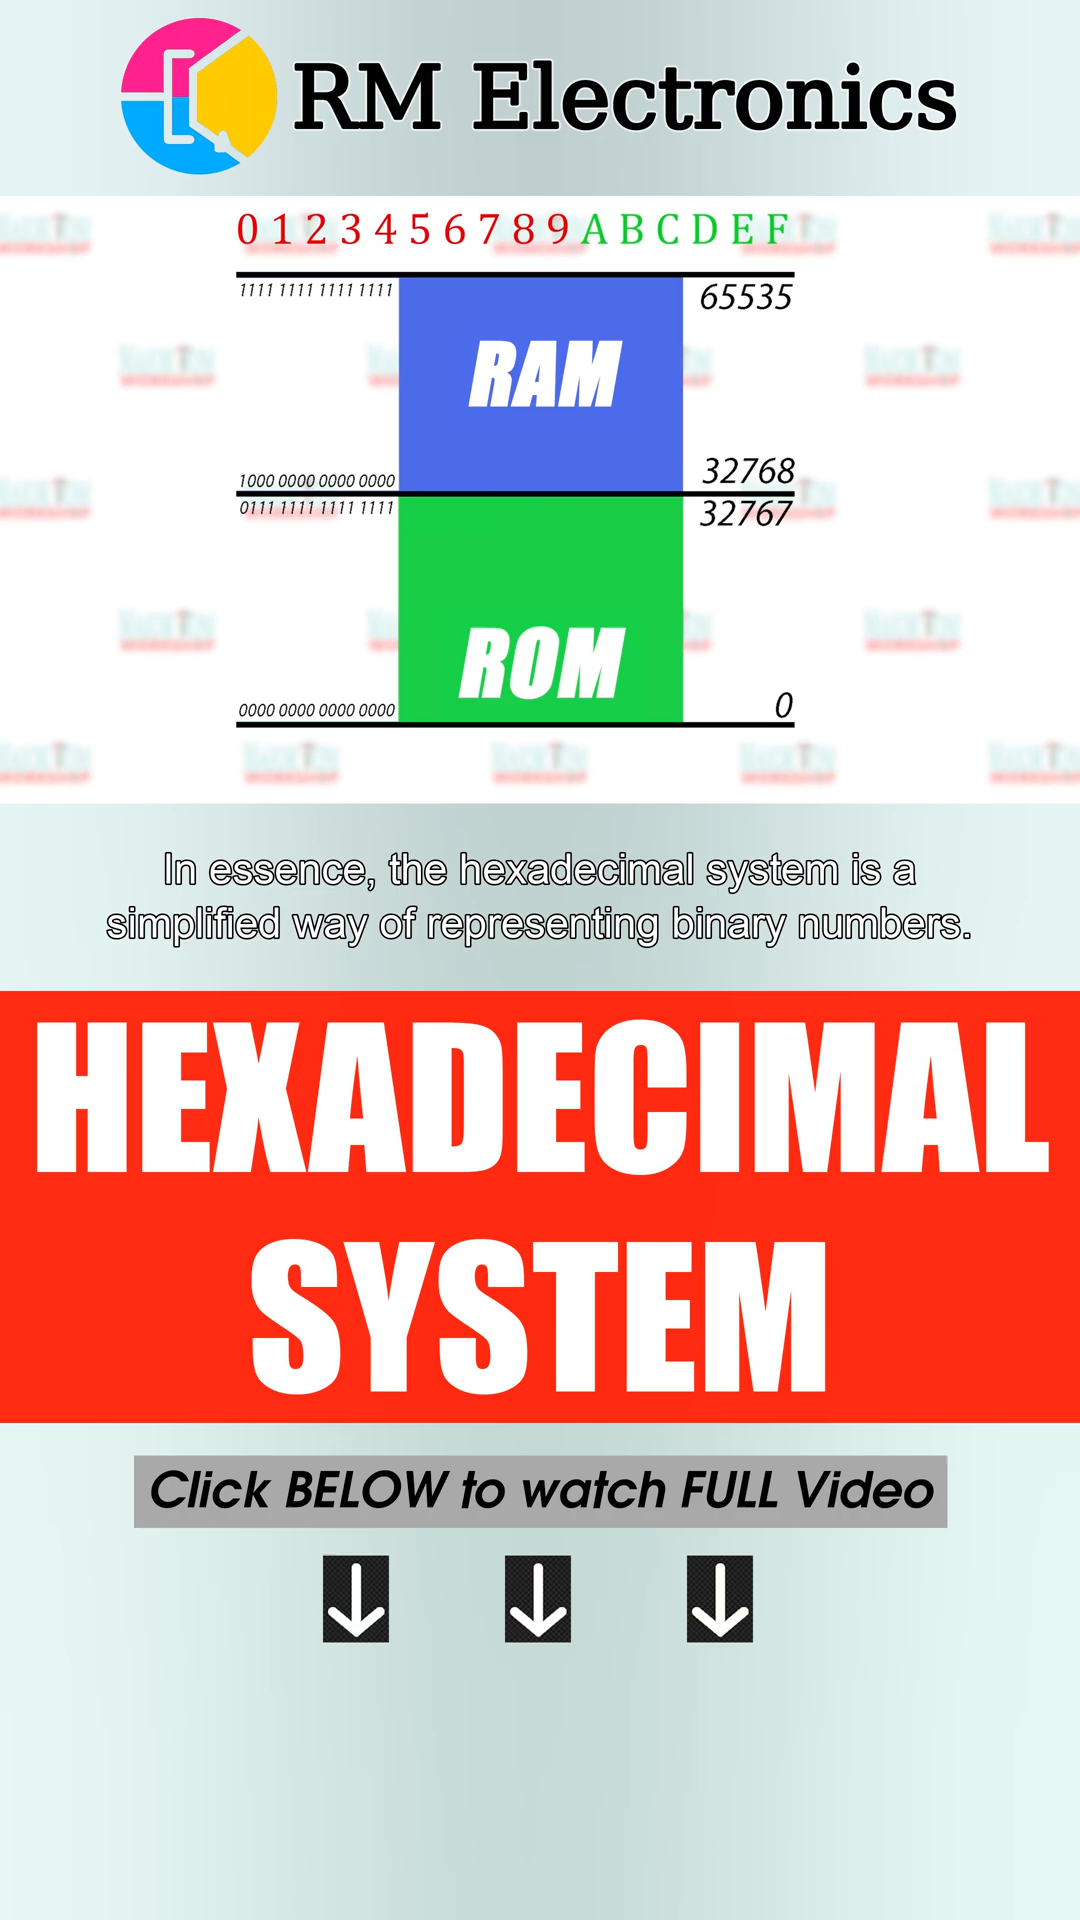 RM Electronics
0 1 2 3 4 5 6 7 8 9 A B C D E F
1111 1111 1111 1111
65535
RAM
1000 0000 0000 0000
32768
0111 1111 1111 1111
32767
ROM
0000 0000 0000 0000
0
In essence, the hexadecimal system is a
simplified way of representing binary numbers.
HEXADECIMAL
SYSTEM
Click BELOW to watch FULL Video